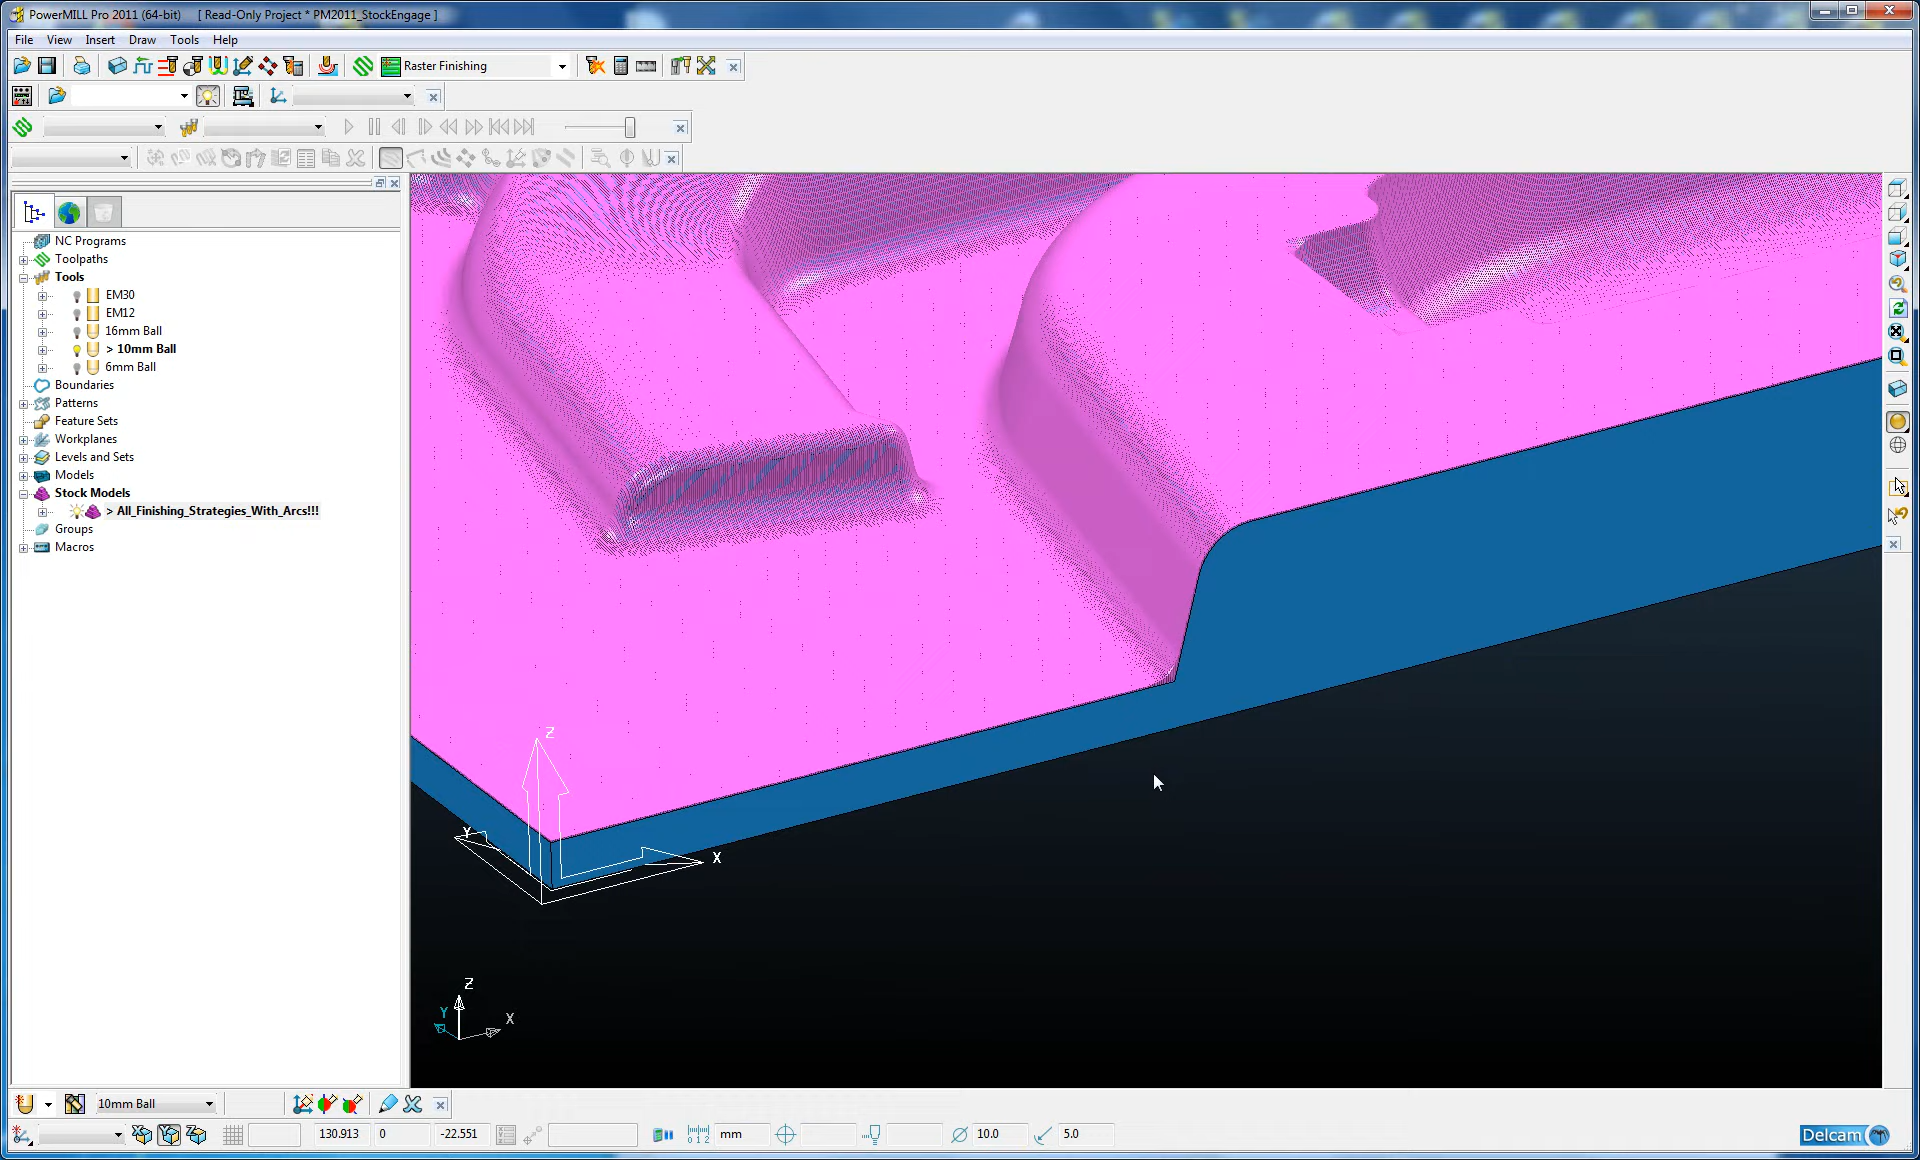 PowerMILL Pro 2011 (64-bit)    [ Read-Only Project * PM2011_StockEngage ]
File View Insert Draw Tools Help
Raster Finishing
NC Programs
Toolpaths
Tools
EM30
EM12
16mm Ball
> 10mm Ball
6mm Ball
Boundaries
Patterns
Feature Sets
Workplanes
Levels and Sets
Models
Stock Models
> All_Finishing_Strategies_With_Arcs!!!
Groups
Macros
Z
Y
X
Z
Y
X
10mm Ball
130.913 0 -22.551 mm 10.0 5.0
Delcam